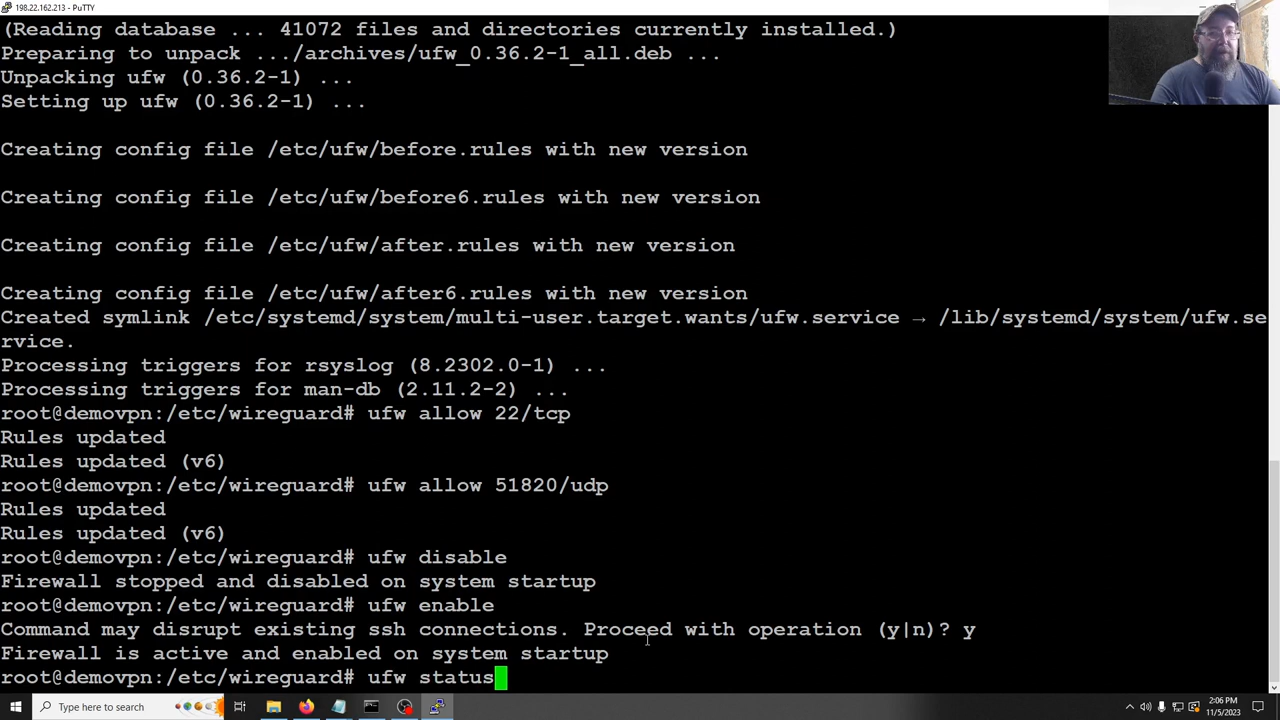 198.22.162.213 - PuTTY
(Reading database ... 41072 files and directories currently installed.)
Preparing to unpack .../archives/ufw_0.36.2-1_all.deb ...
Unpacking ufw (0.36.2-1) ...
Setting up ufw (0.36.2-1) ...
Creating config file /etc/ufw/before.rules with new version
Creating config file /etc/ufw/before6.rules with new version
Creating config file /etc/ufw/after.rules with new version
Creating config file /etc/ufw/after6.rules with new version
Created symlink /etc/systemd/system/multi-user.target.wants/ufw.service → /lib/systemd/system/ufw.se
rvice.
Processing triggers for rsyslog (8.2302.0-1) ...
Processing triggers for man-db (2.11.2-2) ...
root@demovpn:/etc/wireguard# ufw allow 22/tcp
Rules updated
Rules updated (v6)
root@demovpn:/etc/wireguard# ufw allow 51820/udp
Rules updated
Rules updated (v6)
root@demovpn:/etc/wireguard# ufw disable
Firewall stopped and disabled on system startup
root@demovpn:/etc/wireguard# ufw enable
Command may disrupt existing ssh connections. Proceed with operation (y|n)? y
Firewall is active and enabled on system startup
root@demovpn:/etc/wireguard# ufw status
Type here to search
2:06 PM
11/5/2023